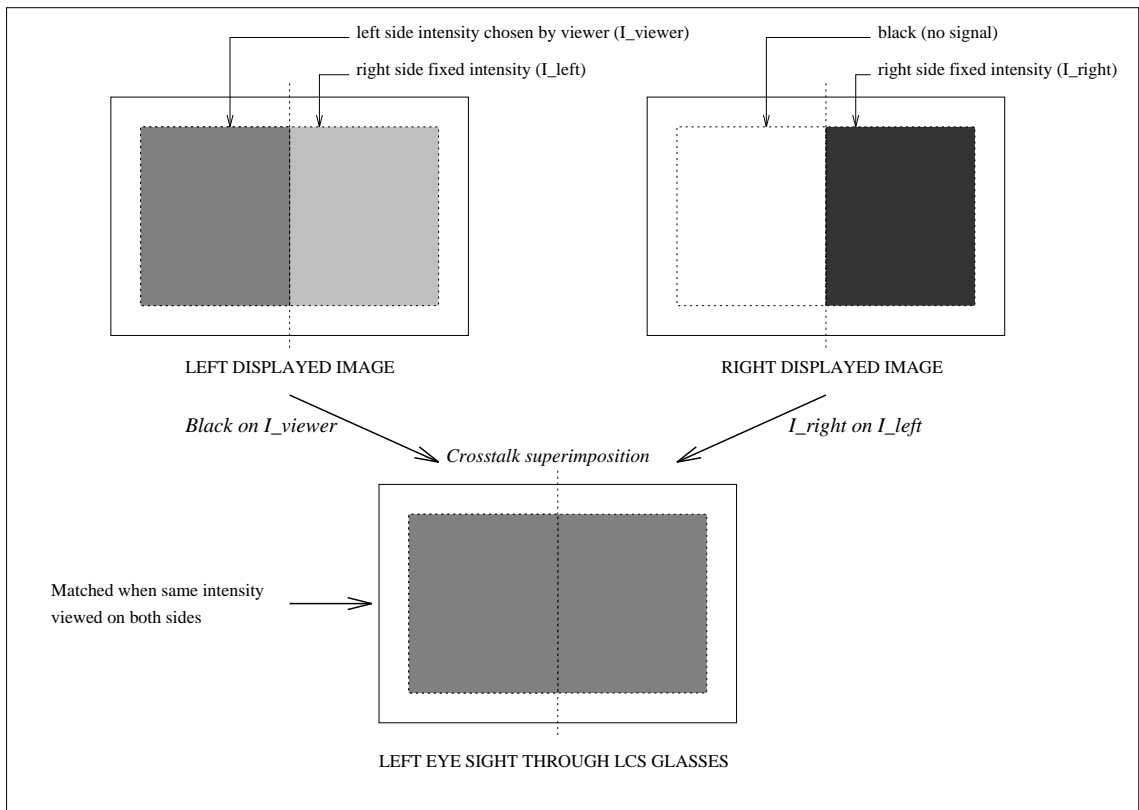 left side intensity chosen by viewer (I_viewer)
black (no signal)
right side fixed intensity (I_left)
right side fixed intensity (I_right)
LEFT DISPLAYED IMAGE
RIGHT DISPLAYED IMAGE
Black on I_viewer
I_right on I_left
Crosstalk superimposition
Matched when same intensity
viewed on both sides
LEFT EYE SIGHT THROUGH LCS GLASSES